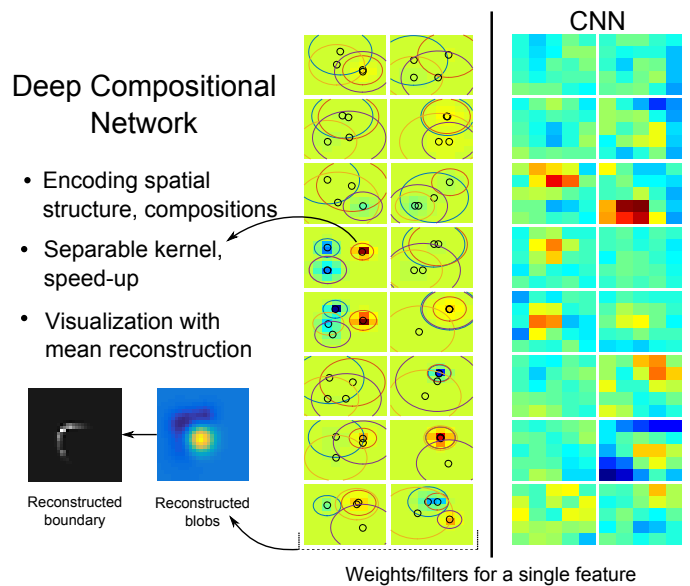 CNN
Deep Compositional
Network
• Encoding spatial
structure, compositions
• Separable kernel,
speed-up
• Visualization with
mean reconstruction
Reconstructed
boundary
Reconstructed
blobs
Weights/filters for a single feature